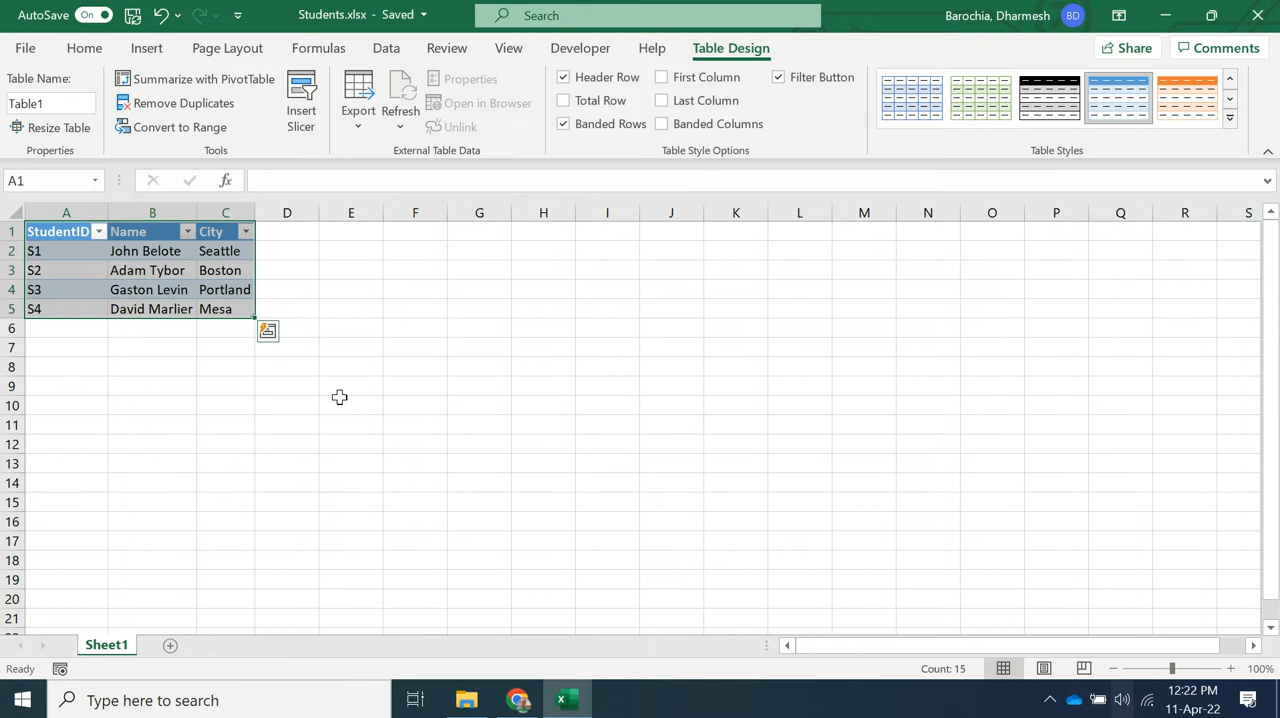 AutoSave On Students.xlsx - Saved Search Barochia, Dharmesh BD
File Home Insert Page Layout Formulas Data Review View Developer Help Table Design Share Comments
Table Name:
Table1
Resize Table
Properties
Summarize with PivotTable
Remove Duplicates
Convert to Range
Insert Slicer
Tools
Export Refresh
Properties
Open in Browser
Unlink
External Table Data
Header Row First Column Filter Button
Total Row Last Column
Banded Rows Banded Columns
Table Style Options
Table Styles
A1 fx
A B C D E F G H I J K L M N O P Q R S
1 StudentID Name City
2 S1 John Belote Seattle
3 S2 Adam Tybor Boston
4 S3 Gaston Levin Portland
5 S4 David Marlier Mesa
6
7
8
9
10
11
12
13
14
15
16
17
18
19
20
21
Sheet1
Ready Count: 15 100%
Type here to search 12:22 PM
11-Apr-22